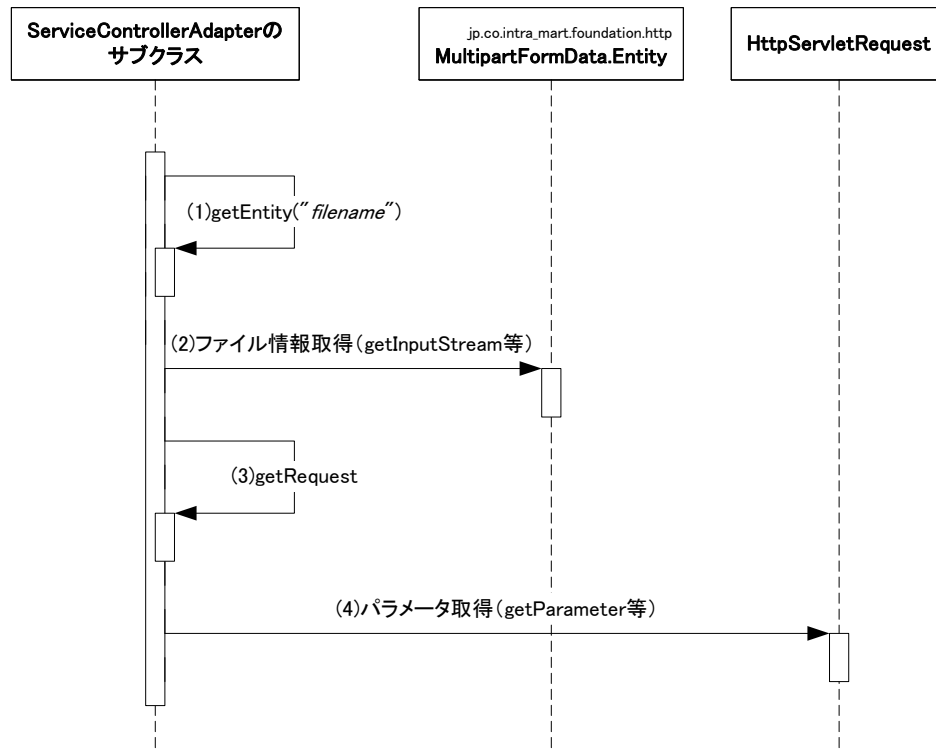 ServiceControllerAdapterの
サブクラス
jp.co.intra_mart.foundation.http
MultipartFormData.Entity
HttpServletRequest
(1)getEntity("filename")
(2)ファイル情報取得(getInputStream等)
(3)getRequest
(4)パラメータ取得(getParameter等)